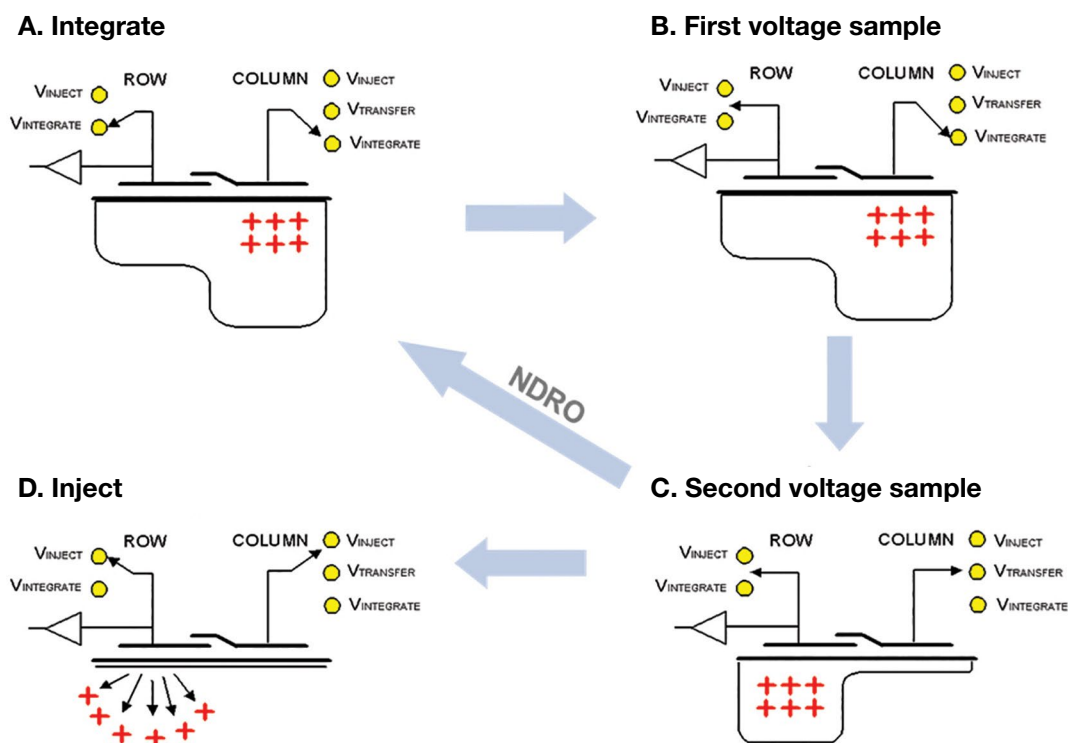 A. Integrate
ROW
COLUMN
VINJECT
VINTEGRATE
VINJECT
VTRANSFER
VINTEGRATE
B. First voltage sample
ROW
COLUMN
VINJECT
VINTEGRATE
VINJECT
VTRANSFER
VINTEGRATE
NDRO
D. Inject
ROW
COLUMN
VINJECT
VINTEGRATE
VINJECT
VTRANSFER
VINTEGRATE
C. Second voltage sample
ROW
COLUMN
VINJECT
VINTEGRATE
VINJECT
VTRANSFER
VINTEGRATE